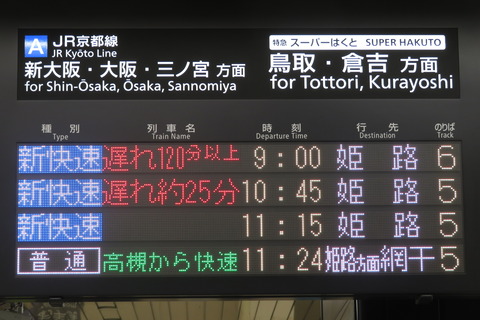 A JR京都線
JR Kyōto Line
新大阪・大阪・三ノ宮 方面
for Shin-Ōsaka, Ōsaka, Sannomiya
特急 スーパーはくと SUPER HAKUTO
鳥取・倉吉 方面
for Tottori, Kurayoshi
種別 列車名 時刻 行先 のりば
Type Train Name Departure Time Destination Track
新快速 遅れ120分以上 9:00 姫路 6
新快速 遅れ約25分 10:45 姫路 5
新快速 11:15 姫路 5
普通 高槻から快速 11:24 姫路方面網干 5